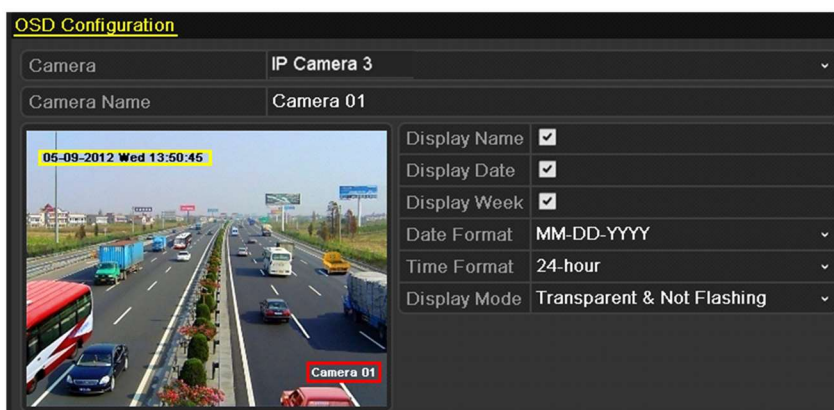 OSD Configuration
Camera IP Camera 3
Camera Name Camera 01
05-09-2012 Wed 13:50:45
Camera 01
Display Name
Display Date
Display Week
Date Format MM-DD-YYYY
Time Format 24-hour
Display Mode Transparent & Not Flashing